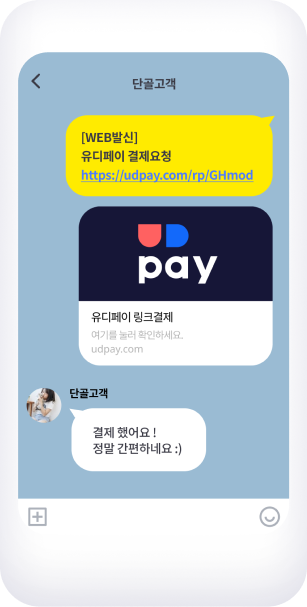 단골고객
[WEB발신]
유디페이 결제요청
https://udpay.com/rp/GHmod
UD
pay
유디페이 링크결제
여기를 눌러 확인하세요.
udpay.com
단골고객
결제 했어요 !
정말 간편하네요 :)